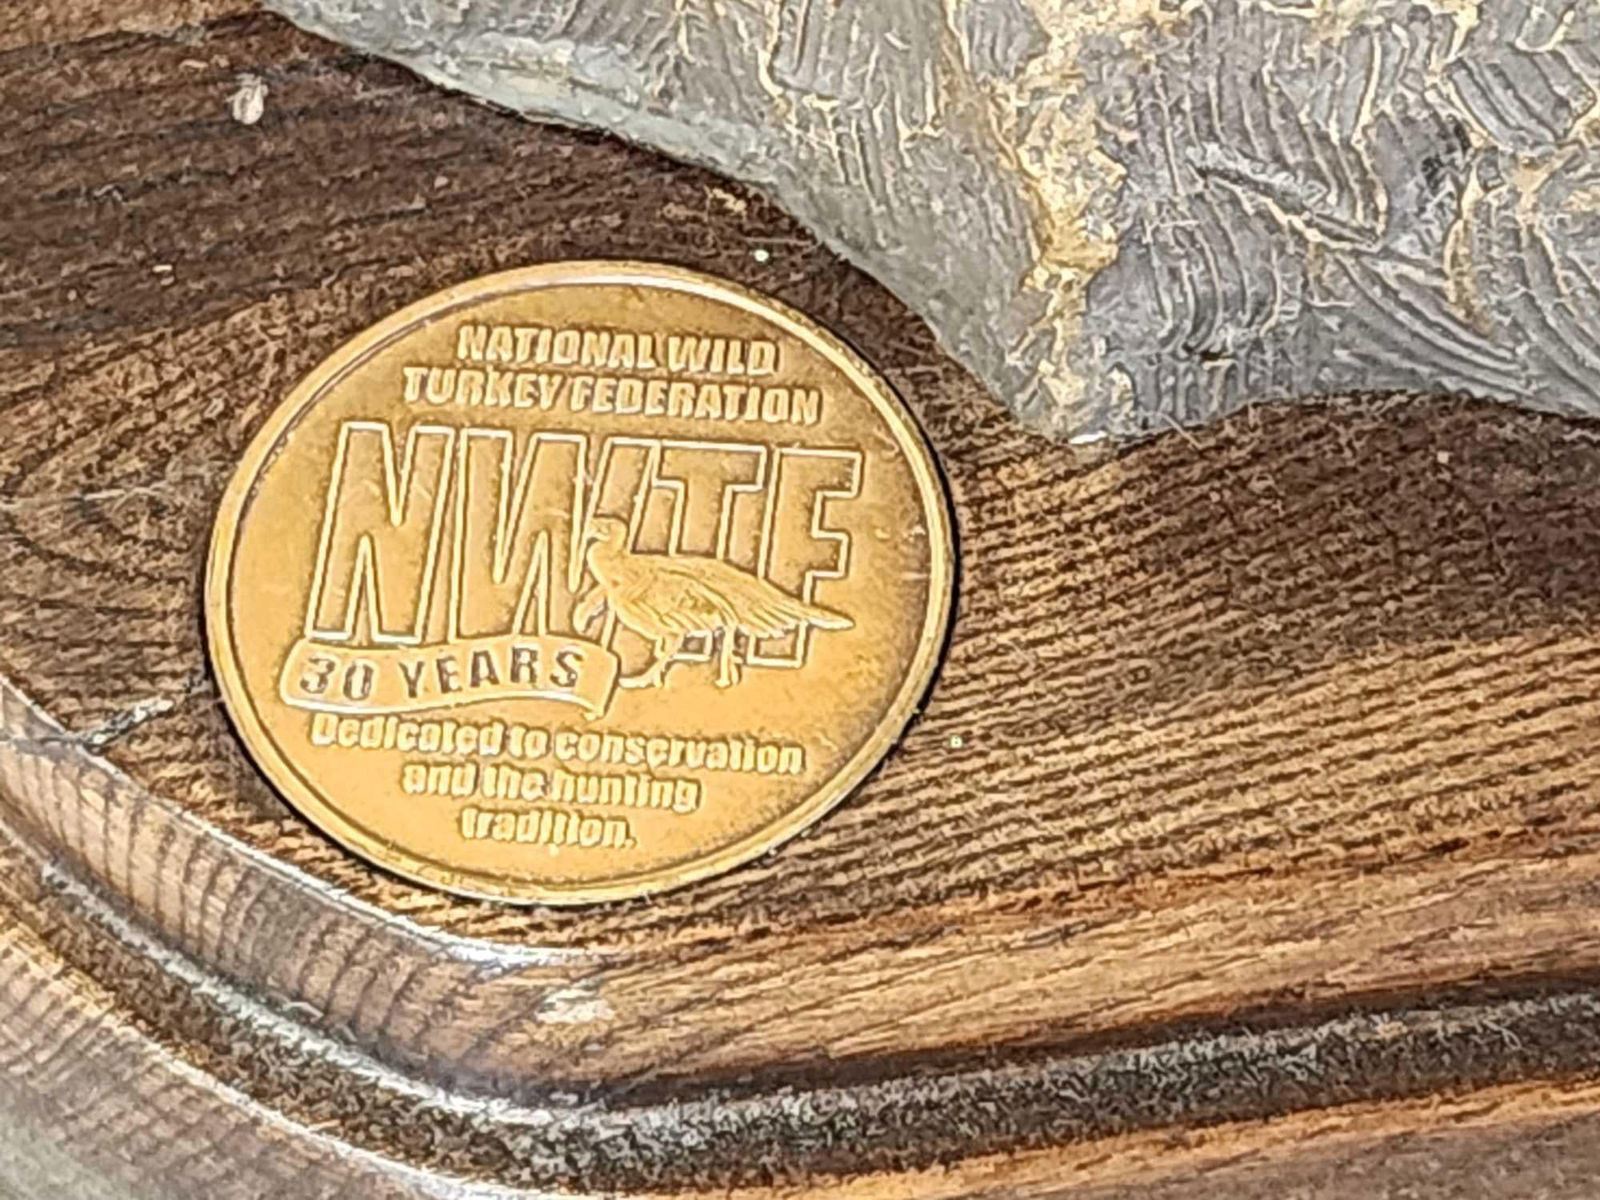 NATIONAL WILD
TURKEY FEDERATION
NWTF
30 YEARS
Dedicated to conservation
and the hunting
tradition.